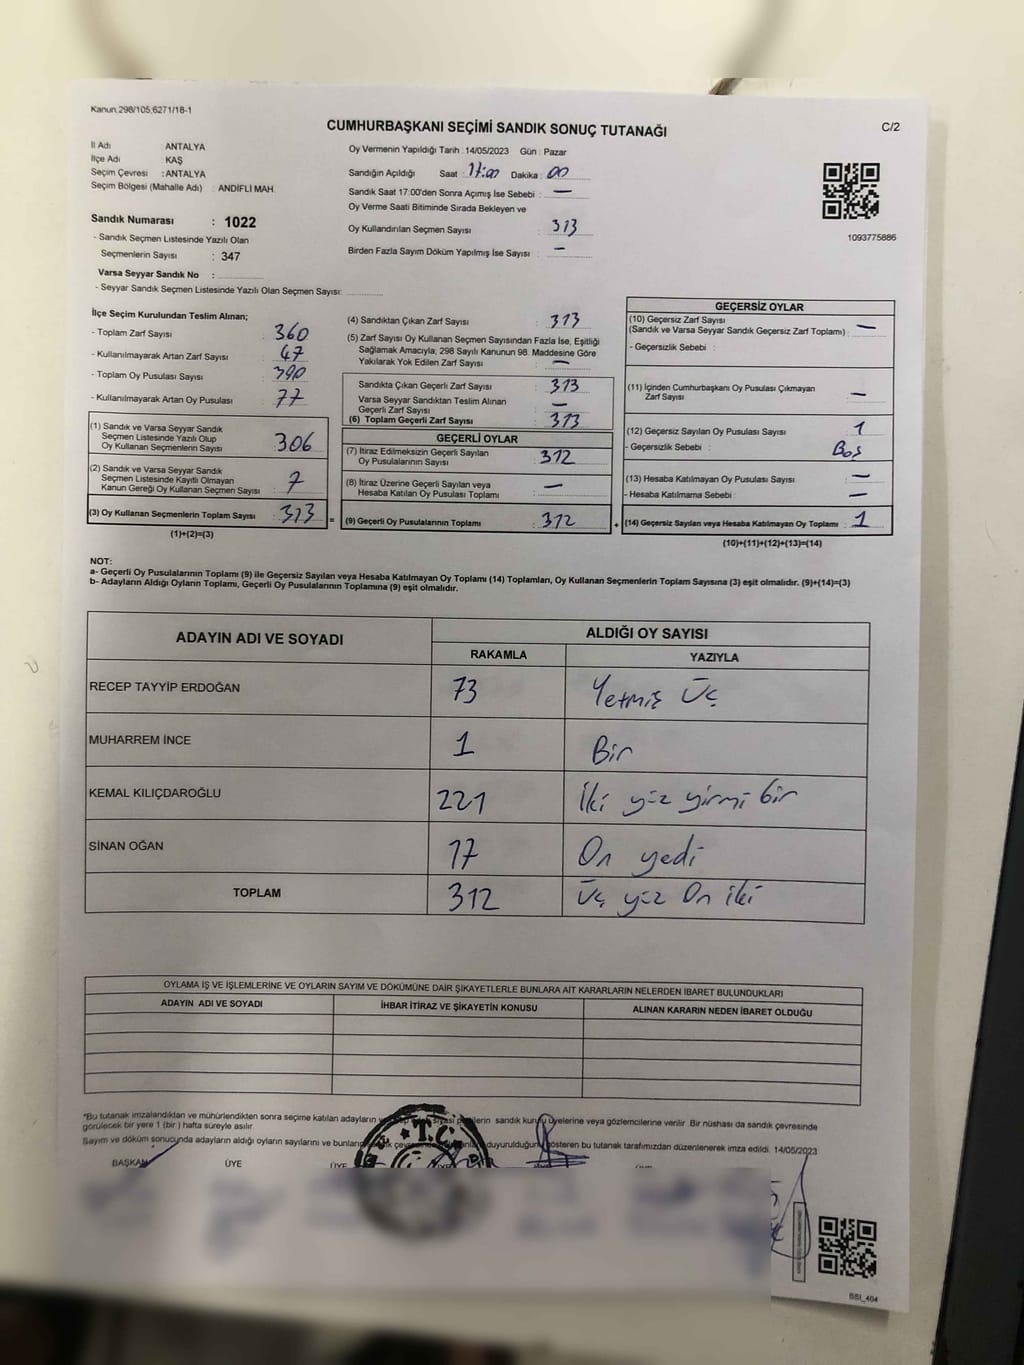 Kanun:298/105,6271/18-1
C/2
CUMHURBAŞKANI SEÇİMİ SANDIK SONUÇ TUTANAĞI
İl Adı ANTALYA
İlçe Adı KAŞ
Seçim Çevresi : ANTALYA
Seçim Bölgesi (Mahalle Adı) : ANDİFLİ MAH.
Sandık Numarası : 1022
- Sandık Seçmen Listesinde Yazılı Olan
Seçmenlerin Sayısı : 347
Varsa Seyyar Sandık No :
- Seyyar Sandık Seçmen Listesinde Yazılı Olan Seçmen Sayısı:
Oy Vermenin Yapıldığı Tarih : 14/05/2023 Gün : Pazar
Sandığın Açıldığı Saat : 17:00 Dakika : 00
Sandık Saat 17:00'den Sonra Açımış İse Sebebi : —
Oy Verme Saati Bitiminde Sırada Bekleyen ve
Oy Kullandırılan Seçmen Sayısı : 313
Birden Fazla Sayım Döküm Yapılmış İse Sayısı : —
1093775886
İlçe Seçim Kurulundan Teslim Alınan;
- Toplam Zarf Sayısı : 360
- Kullanılmayarak Artan Zarf Sayısı : 47
- Toplam Oy Pusulası Sayısı : 390
- Kullanılmayarak Artan Oy Pusulası : 77
(1) Sandık ve Varsa Seyyar Sandık
Seçmen Listesinde Yazılı Olup
Oy Kullanan Seçmenlerin Sayısı : 306
(2) Sandık ve Varsa Seyyar Sandık
Seçmen Listesinde Kayıtlı Olmayan
Kanun Gereği Oy Kullanan Seçmen Sayısı : 7
(3) Oy Kullanan Seçmenlerin Toplam Sayısı : 313 =
(1)+(2)=(3)
(4) Sandıktan Çıkan Zarf Sayısı : 313
(5) Zarf Sayısı Oy Kullanan Seçmen Sayısından Fazla İse, Eşitliği
Sağlamak Amacıyla, 298 Sayılı Kanunun 98. Maddesine Göre
Yakılarak Yok Edilen Zarf Sayısı : —
Sandıkta Çıkan Geçerli Zarf Sayısı : 313
Varsa Seyyar Sandıktan Teslim Alınan
Geçerli Zarf Sayısı : —
(6) Toplam Geçerli Zarf Sayısı : 313
GEÇERLİ OYLAR
(7) İtiraz Edilmeksizin Geçerli Sayılan
Oy Pusulalarının Sayısı : 312
(8) İtiraz Üzerine Geçerli Sayılan veya
Hesaba Katılan Oy Pusulası Toplamı : —
(9) Geçerli Oy Pusulalarının Toplamı : 312 +
GEÇERSİZ OYLAR
(10) Geçersiz Zarf Sayısı
(Sandık ve Varsa Seyyar Sandık Geçersiz Zarf Toplamı) : —
- Geçersizlik Sebebi :
(11) İçinden Cumhurbaşkanı Oy Pusulası Çıkmayan
Zarf Sayısı : —
(12) Geçersiz Sayılan Oy Pusulası Sayısı : 1
- Geçersizlik Sebebi : Boş
(13) Hesaba Katılmayan Oy Pusulası Sayısı : —
- Hesaba Katılmama Sebebi : —
(14) Geçersiz Sayılan veya Hesaba Katılmayan Oy Toplamı : 1
(10)+(11)+(12)+(13)=(14)
NOT:
a- Geçerli Oy Pusulalarının Toplamı (9) ile Geçersiz Sayılan veya Hesaba Katılmayan Oy Toplamı (14) Toplamları, Oy Kullanan Seçmenlerin Toplam Sayısına (3) eşit olmalıdır. (9)+(14)=(3)
b- Adayların Aldığı Oyların Toplamı, Geçerli Oy Pusulalarının Toplamına (9) eşit olmalıdır.
ADAYIN ADI VE SOYADI ALDIĞI OY SAYISI
RAKAMLA YAZIYLA
RECEP TAYYİP ERDOĞAN 73 Yetmiş Üç
MUHARREM İNCE 1 Bir
KEMAL KILIÇDAROĞLU 221 İki yüz yirmi bir
SİNAN OĞAN 17 On yedi
TOPLAM 312 Üç yüz On iki
OYLAMA İŞ VE İŞLEMLERİNE VE OYLARIN SAYIM VE DÖKÜMÜNE DAİR ŞİKAYETLERLE BUNLARA AİT KARARLARIN NELERDEN İBARET BULUNDUKLARI
ADAYIN ADI VE SOYADI İHBAR İTİRAZ VE ŞİKAYETİN KONUSU ALINAN KARARIN NEDEN İBARET OLDUĞU
*Bu tutanak imzalandıktan ve mühürlendikten sonra seçime katılan adayların sandık kurulu üyelerine veya gözlemcilerine verilir. Bir nüshası da sandık çevresinde
görülecek bir yere 1 (bir) hafta süreyle asılır.
Sayım ve döküm sonucunda adayların aldığı oyların sayılarını ve bunların duyurulduğunu gösteren bu tutanak tarafımızdan düzenlenerek imza edildi. 14/05/2023
T.C.
BAŞKAN ÜYE ÜYE
BSI_404